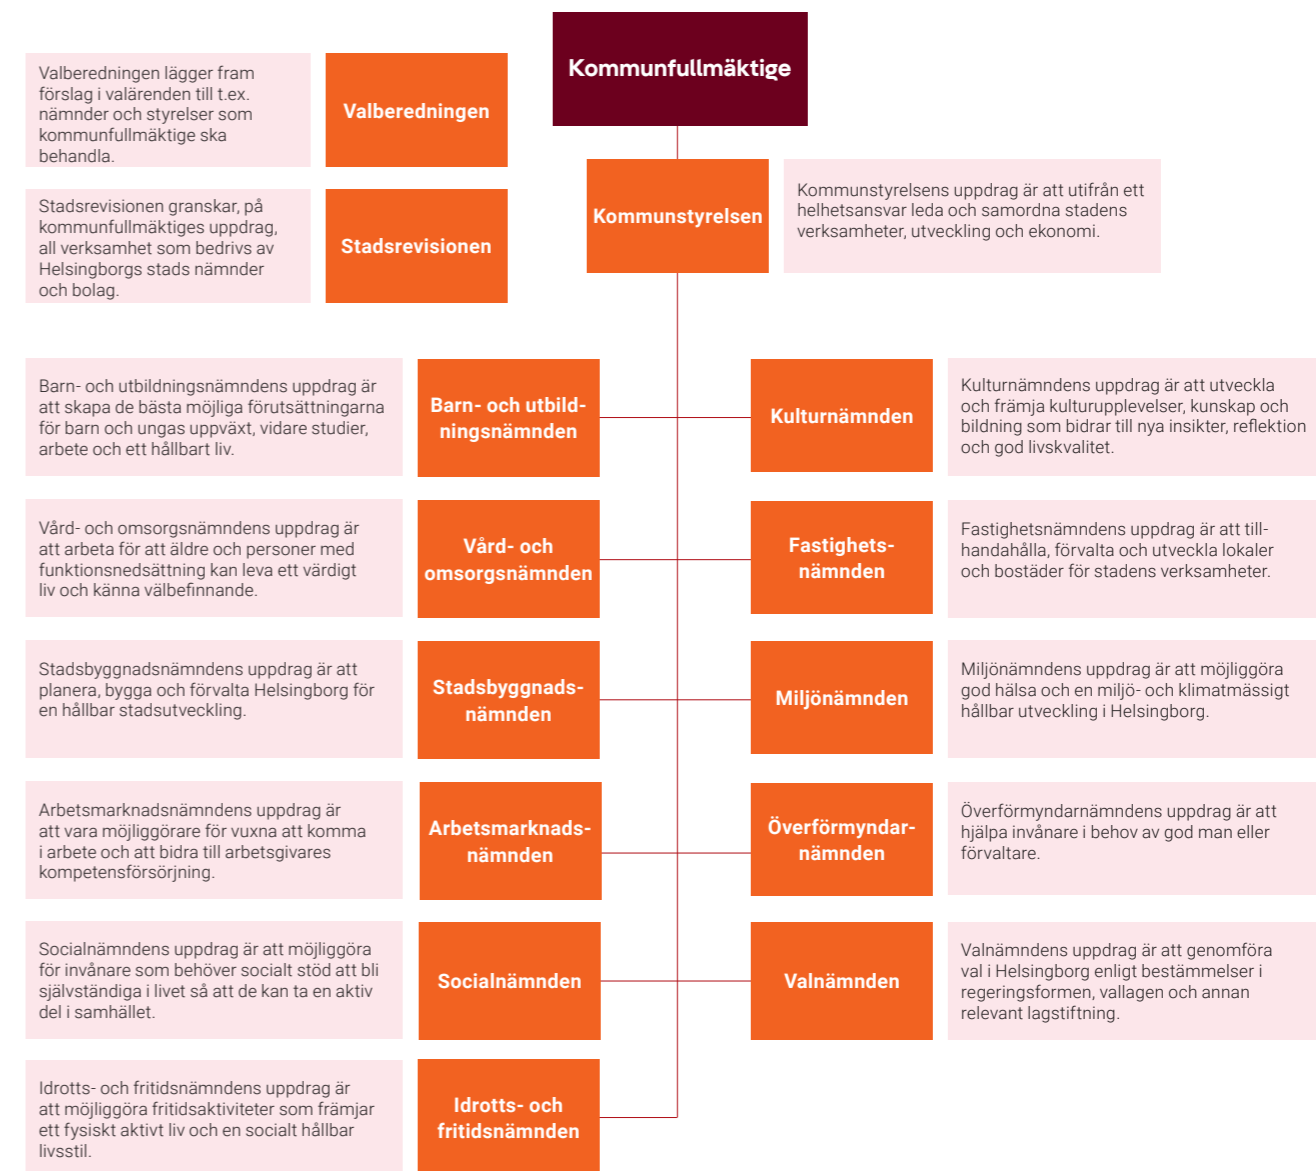 Kommunfullmäktige
Valberedningen lägger fram
förslag i valärenden till t.ex.
nämnder och styrelser som
kommunfullmäktige ska
behandla.
Valberedningen
Kommunstyrelsen
Kommunstyrelsens uppdrag är att utifrån ett
helhetsansvar leda och samordna stadens
verksamheter, utveckling och ekonomi.
Stadsrevisionen granskar, på
kommunfullmäktiges uppdrag,
all verksamhet som bedrivs av
Helsingborgs stads nämnder
och bolag.
Stadsrevisionen
Barn- och utbildningsnämndens uppdrag är
att skapa de bästa möjliga förutsättningarna
för barn och ungas uppväxt, vidare studier,
arbete och ett hållbart liv.
Barn- och utbild-
ningsnämnden
Kulturnämnden
Kulturnämndens uppdrag är att utveckla
och främja kulturupplevelser, kunskap och
bildning som bidrar till nya insikter, reflektion
och god livskvalitet.
Vård- och omsorgsnämndens uppdrag är
att arbeta för att äldre och personer med
funktionsnedsättning kan leva ett värdigt
liv och känna välbefinnande.
Vård- och
omsorgsnämnden
Fastighets-
nämnden
Fastighetsnämndens uppdrag är att till-
handahålla, förvalta och utveckla lokaler
och bostäder för stadens verksamheter.
Stadsbyggnadsnämndens uppdrag är att
planera, bygga och förvalta Helsingborg för
en hållbar stadsutveckling.
Stadsbyggnads-
nämnden
Miljönämnden
Miljönämndens uppdrag är att möjliggöra
god hälsa och en miljö- och klimatmässigt
hållbar utveckling i Helsingborg.
Arbetsmarknadsnämndens uppdrag är
att vara möjliggörare för vuxna att komma
i arbete och att bidra till arbetsgivares
kompetensförsörjning.
Arbetsmarknads-
nämnden
Överförmyndar-
nämnden
Överförmyndarnämndens uppdrag är att
hjälpa invånare i behov av god man eller
förvaltare.
Socialnämndens uppdrag är att möjliggöra
för invånare som behöver socialt stöd att bli
självständiga i livet så att de kan ta en aktiv
del i samhället.
Socialnämnden
Valnämnden
Valnämndens uppdrag är att genomföra
val i Helsingborg enligt bestämmelser i
regeringsformen, vallagen och annan
relevant lagstiftning.
Idrotts- och fritidsnämndens uppdrag är
att möjliggöra fritidsaktiviteter som främjar
ett fysiskt aktivt liv och en socialt hållbar
livsstil.
Idrotts- och
fritidsnämnden